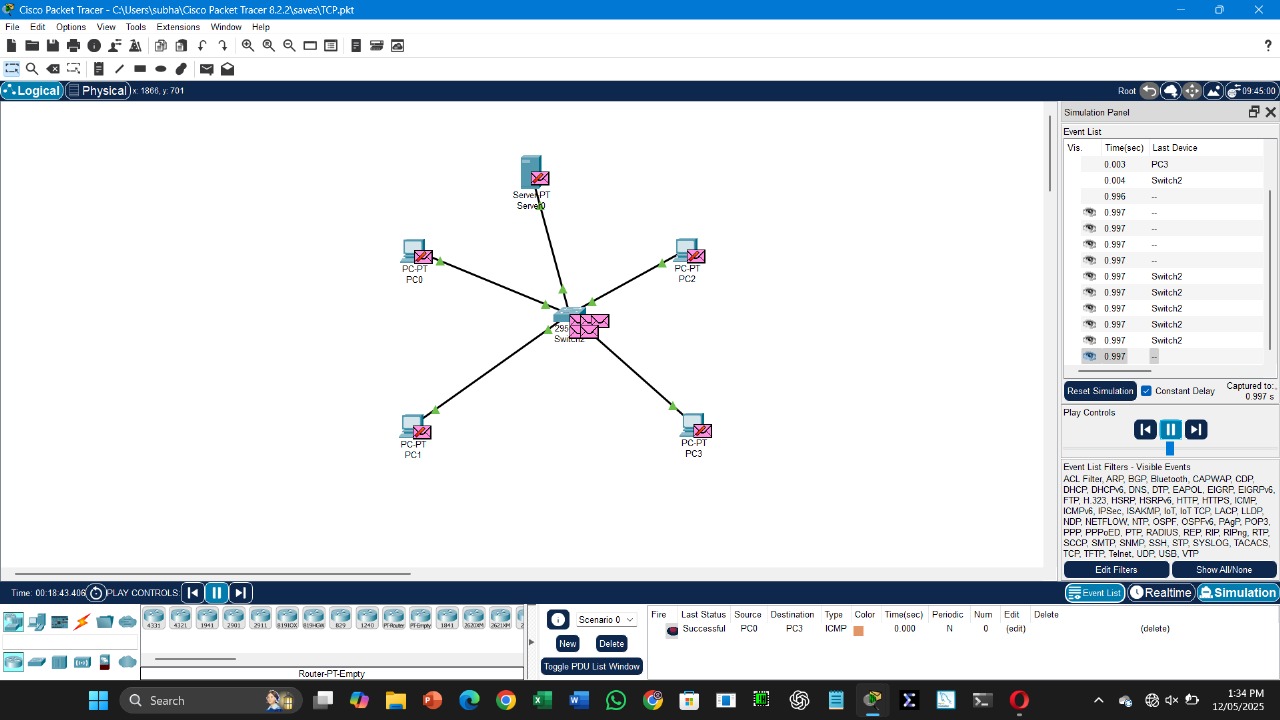 Cisco Packet Tracer - C:\Users\subha\Cisco Packet Tracer 8.2.2\saves\TCP.pkt
File Edit Options View Tools Extensions Window Help
Logical Physical x: 1866, y: 701
Root 09:45:00
Server-PT
Server0
PC-PT
PC0
PC-PT
PC2
295
Switch2
PC-PT
PC1
PC-PT
PC3
Simulation Panel
Event List
Vis. Time(sec) Last Device
0.003 PC3
0.004 Switch2
0.996 --
0.997 --
0.997 --
0.997 --
0.997 --
0.997 Switch2
0.997 Switch2
0.997 Switch2
0.997 Switch2
0.997 Switch2
0.997 --
Reset Simulation Constant Delay Captured to:
0.997 s
Play Controls
Event List Filters - Visible Events
ACL Filter, ARP, BGP, Bluetooth, CAPWAP, CDP,
DHCP, DHCPv6, DNS, DTP, EAPOL, EIGRP, EIGRPv6,
FTP, H.323, HSRP, HSRPv6, HTTP, HTTPS, ICMP,
ICMPv6, IPSec, ISAKMP, IoT, IoT TCP, LACP, LLDP,
NDP, NETFLOW, NTP, OSPF, OSPFv6, PAgP, POP3,
PPP, PPPoED, PTP, RADIUS, REP, RIP, RIPng, RTP,
SCCP, SMTP, SNMP, SSH, STP, SYSLOG, TACACS,
TCP, TFTP, Telnet, UDP, USB, VTP
Edit Filters Show All/None
Time: 00:18:43.406 PLAY CONTROLS:
Event List Realtime Simulation
4331 4321 1941 2901 2911 819IOX 819HGW 829 1240 PT-Router PT-Empty 1841 2620XM 2621XM
Router-PT-Empty
Scenario 0
New Delete
Toggle PDU List Window
Fire Last Status Source Destination Type Color Time(sec) Periodic Num Edit Delete
Successful PC0 PC3 ICMP 0.000 N 0 (edit) (delete)
Search
1:34 PM
12/05/2025